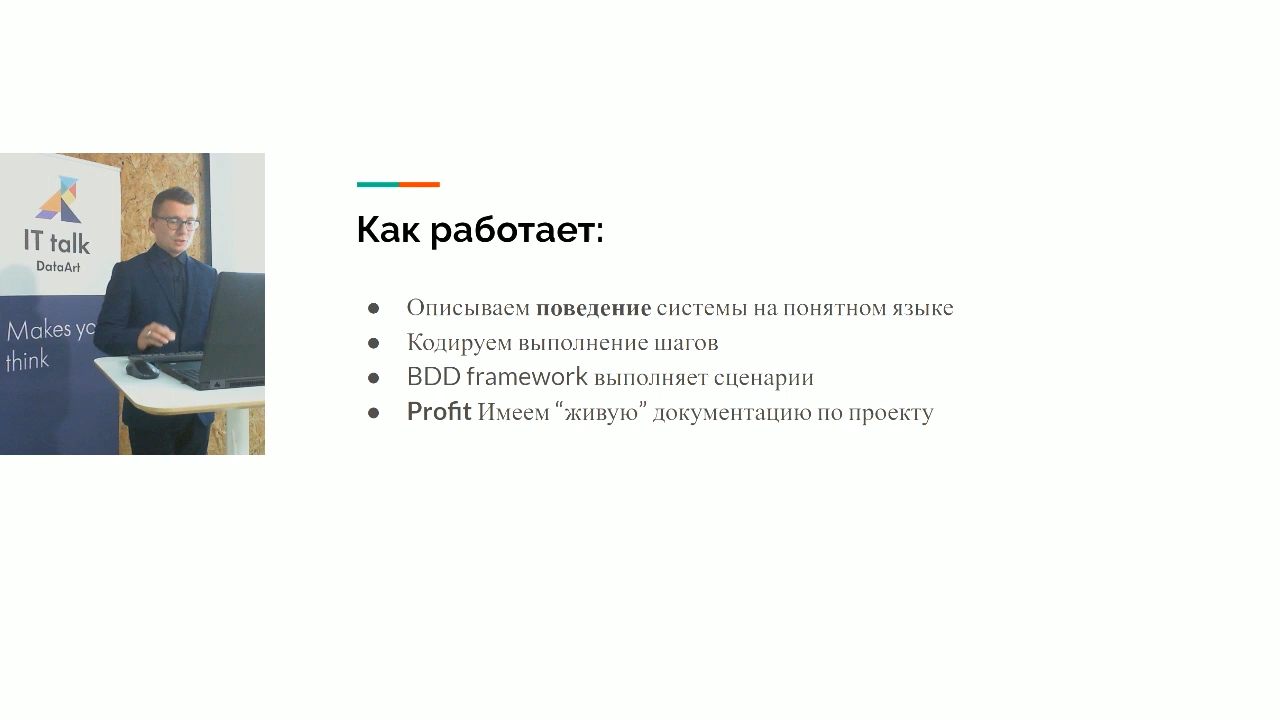 IT talk
DataArt
Makes yo
think
Как работает:
● Описываем поведение системы на понятном языке
● Кодируем выполнение шагов
● BDD framework выполняет сценарии
● Profit Имеем “живую” документацию по проекту